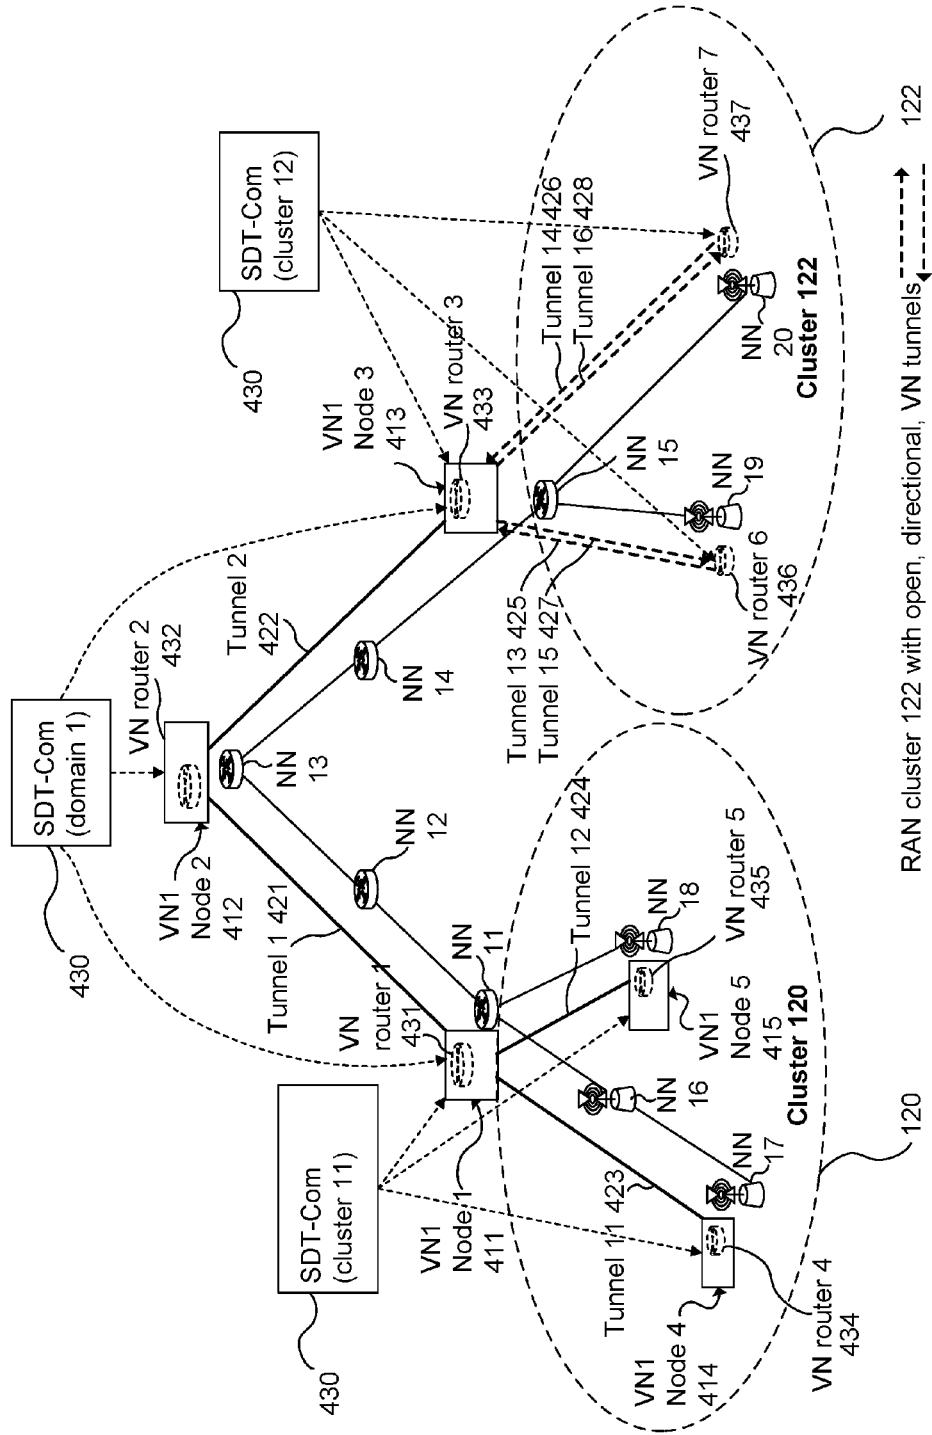 SDT-Com
(domain 1)
430
SDT-Com
(cluster 11)
430
SDT-Com
(cluster 12)
430
VN1
Node 2
412
VN router 2
432
Tunnel 1 421
Tunnel 2
422
VN
router 1
431
VN1
Node 1
411
VN1
Node 3
413
VN router 3
433
NN
13
NN
12
NN
14
NN
11
NN
15
Tunnel 11 423
Tunnel 12 424
Tunnel 13 425
Tunnel 15 427
Tunnel 14 426
Tunnel 16 428
NN
16
NN
17
NN
18
NN
19
NN
20
VN1
Node 4
414
VN router 4
434
VN1
Node 5
415
VN router 5
435
VN router 6
436
VN router 7
437
Cluster 120
Cluster 122
120
122
RAN cluster 122 with open, directional, VN tunnels